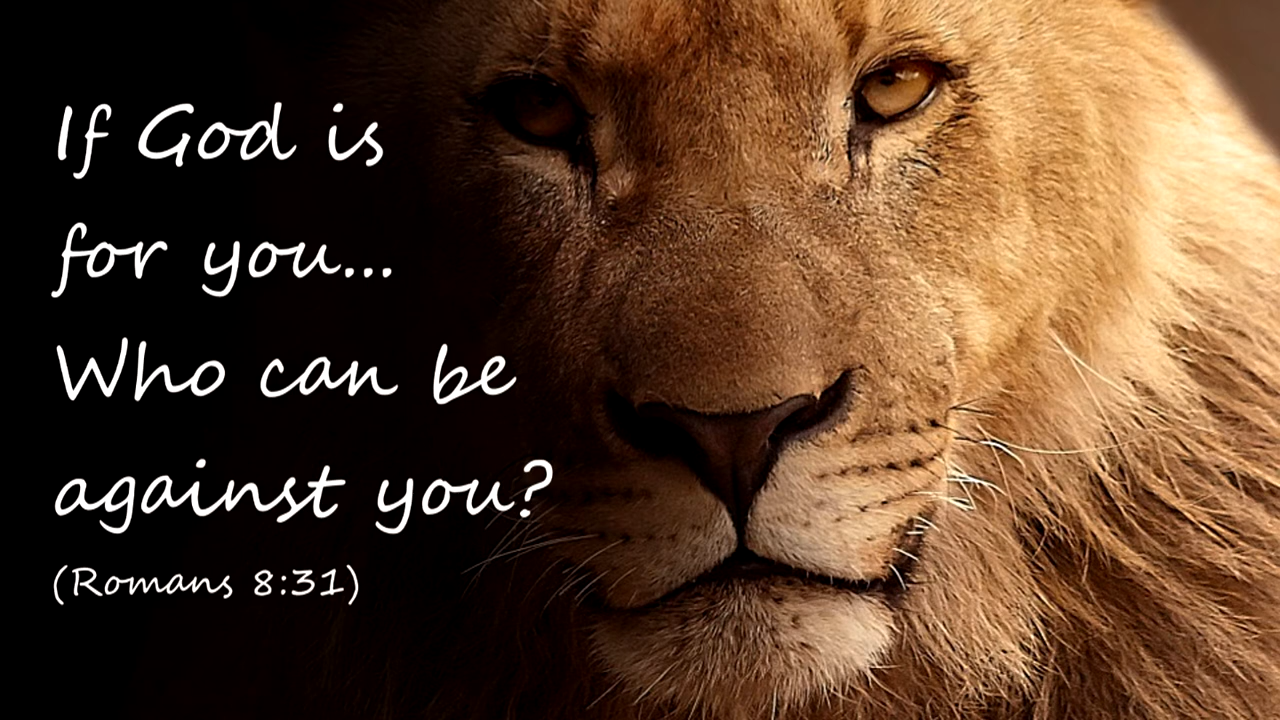 If God is
for you...
Who can be
against you?
(Romans 8:31)